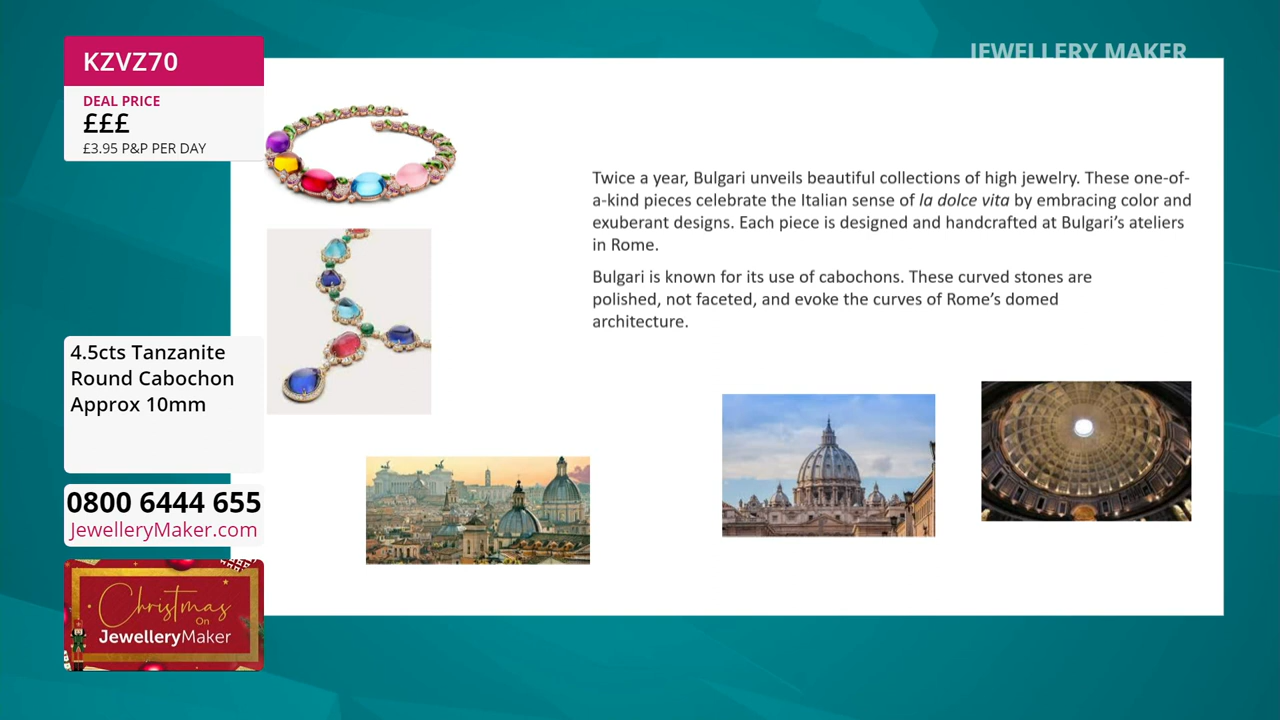 KZVZ70
DEAL PRICE
£££
£3.95 P&P PER DAY
JEWELLERY MAKER
Twice a year, Bulgari unveils beautiful collections of high jewelry. These one-of-
a-kind pieces celebrate the Italian sense of la dolce vita by embracing color and
exuberant designs. Each piece is designed and handcrafted at Bulgari’s ateliers
in Rome.
Bulgari is known for its use of cabochons. These curved stones are
polished, not faceted, and evoke the curves of Rome’s domed
architecture.
4.5cts Tanzanite
Round Cabochon
Approx 10mm
0800 6444 655
JewelleryMaker.com
Christmas
On
JewelleryMaker